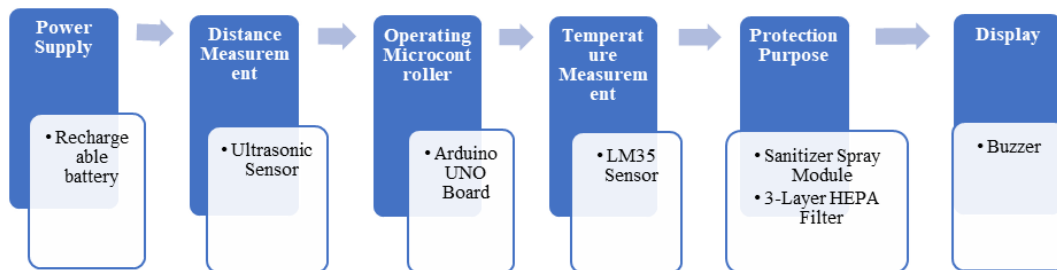 Power
Supply
• Recharge
able
battery
Distance
Measurem
ent
• Ultrasonic
Sensor
Operating
Microcont
roller
• Arduino
UNO
Board
Temperat
ure
Measurem
ent
• LM35
Sensor
Protection
Purpose
• Sanitizer Spray
Module
• 3-Layer HEPA
Filter
Display
• Buzzer